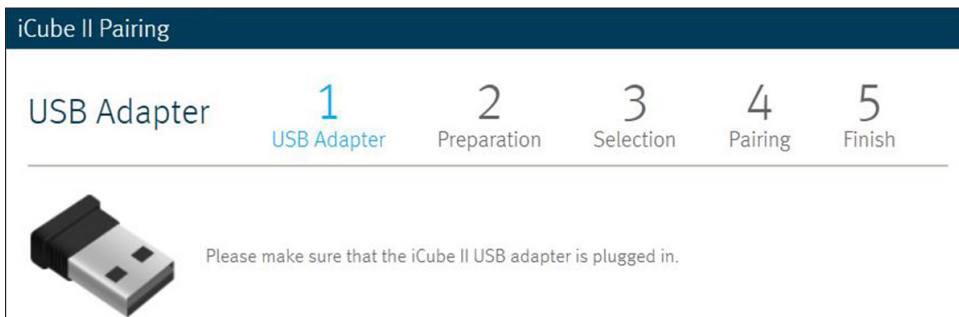 iCube II Pairing
USB Adapter
1 2 3 4 5
USB Adapter Preparation Selection Pairing Finish
Please make sure that the iCube II USB adapter is plugged in.